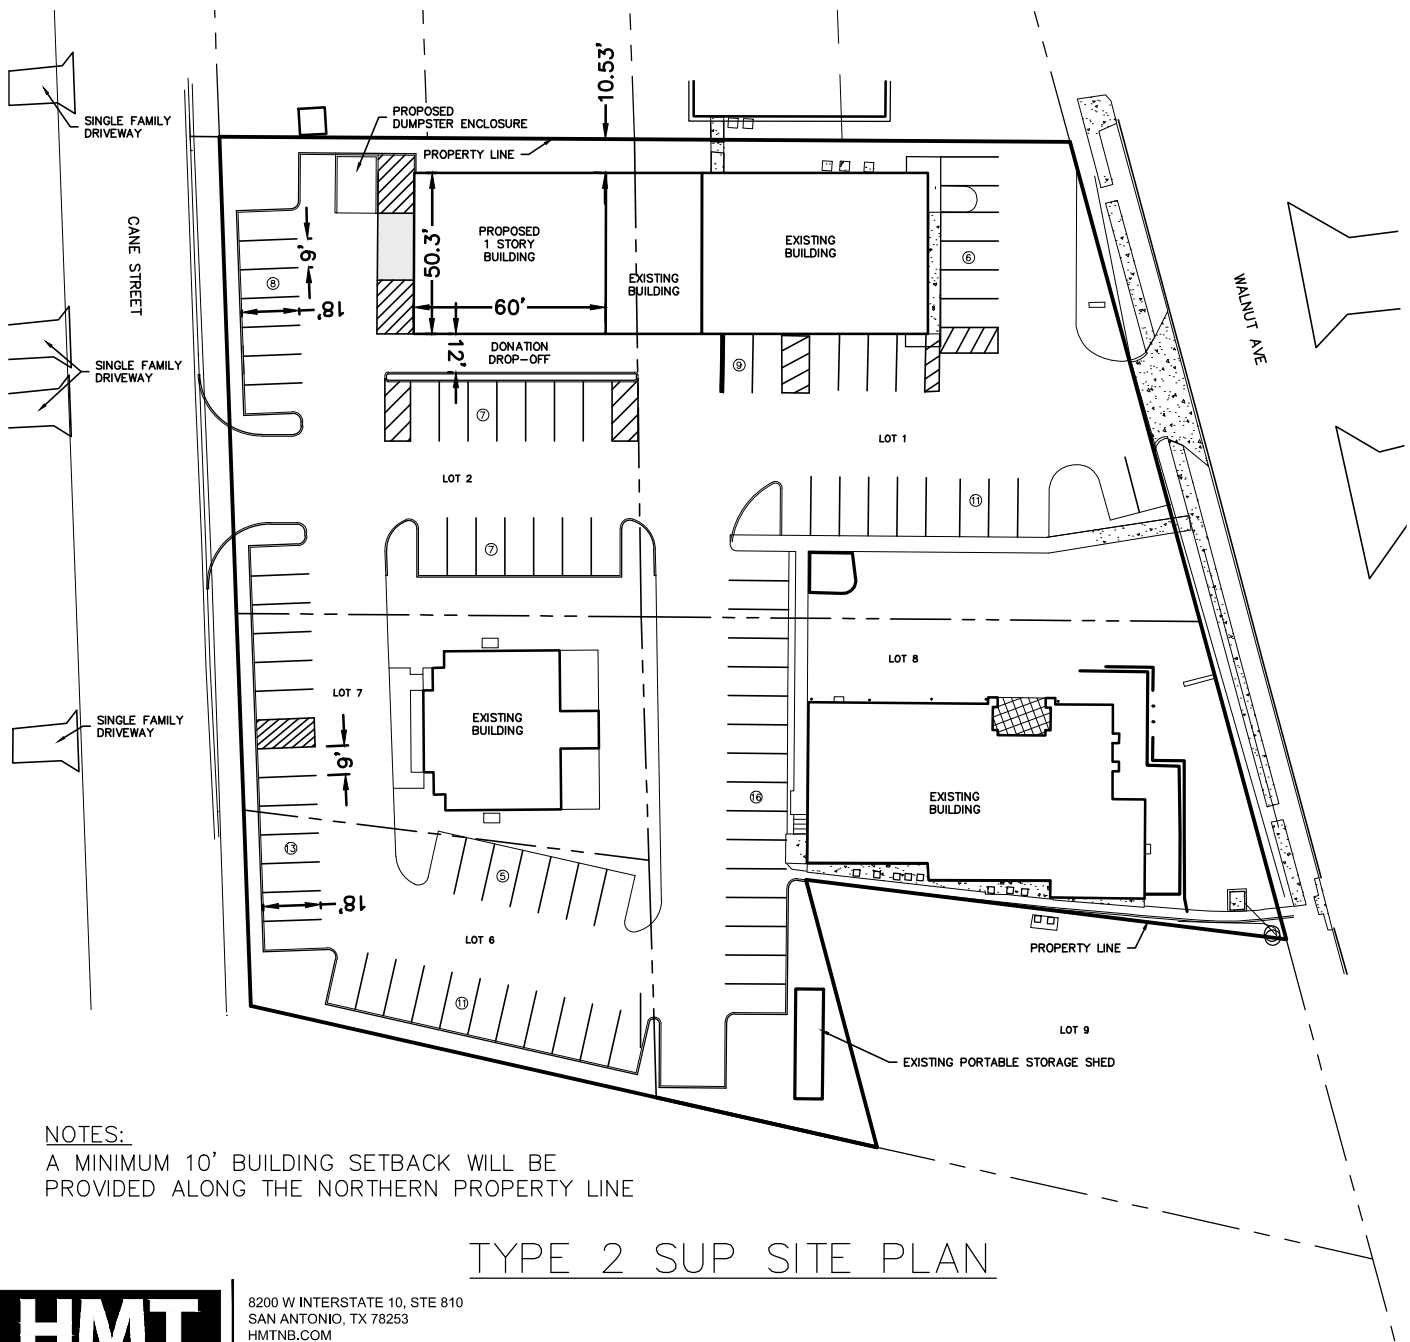 10.53'
SINGLE FAMILY
DRIVEWAY
PROPOSED
DUMPSTER ENCLOSURE
PROPERTY LINE
CANE STREET
PROPOSED
1 STORY
BUILDING
EXISTING
BUILDING
EXISTING
BUILDING
50.3'
60'
9'
18'
8
6
WALNUT AVE
12'
DONATION
DROP-OFF
9
SINGLE FAMILY
DRIVEWAY
7
LOT 1
LOT 2
11
7
LOT 8
LOT 7
EXISTING
BUILDING
SINGLE FAMILY
DRIVEWAY
9'
16
EXISTING
BUILDING
13
5
18'
LOT 6
PROPERTY LINE
11
LOT 9
EXISTING PORTABLE STORAGE SHED
NOTES:
A MINIMUM 10' BUILDING SETBACK WILL BE
PROVIDED ALONG THE NORTHERN PROPERTY LINE
TYPE 2 SUP SITE PLAN
HMT
8200 W INTERSTATE 10, STE 810
SAN ANTONIO, TX 78253
HMTNB.COM